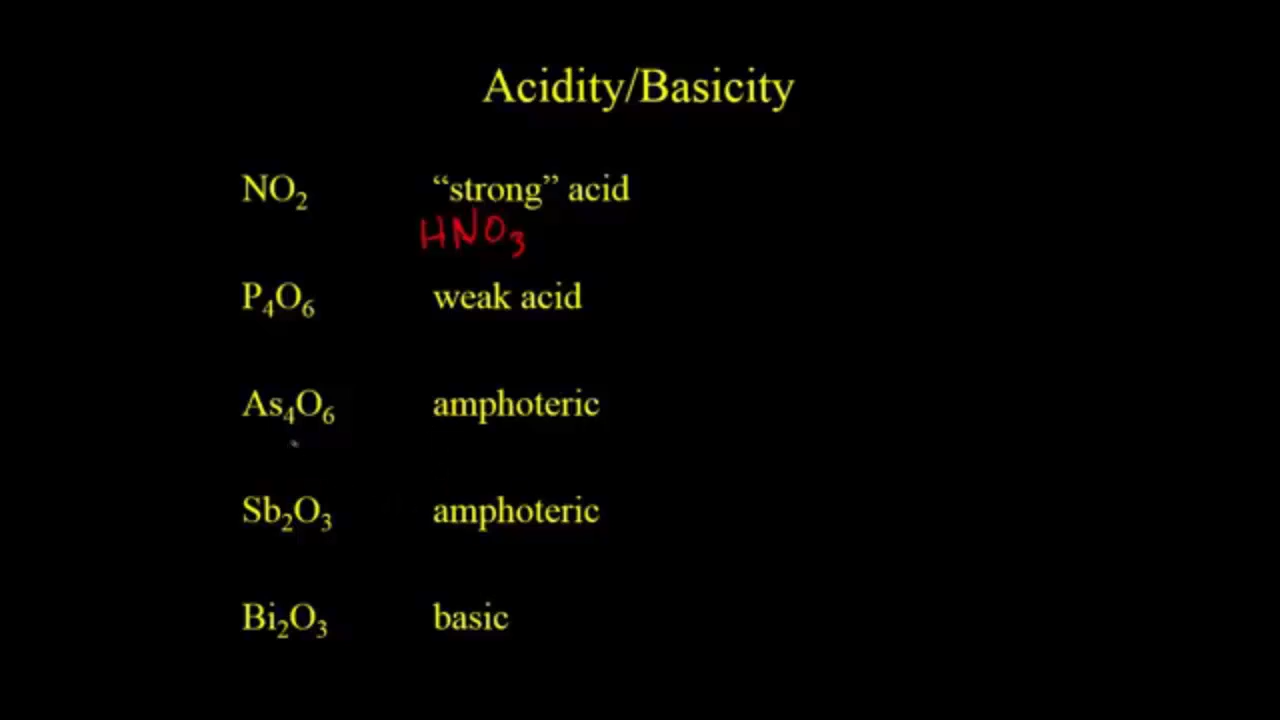 Acidity/Basicity
NO₂ “strong” acid
HNO₃
P₄O₆ weak acid
As₄O₆ amphoteric
Sb₂O₃ amphoteric
Bi₂O₃ basic